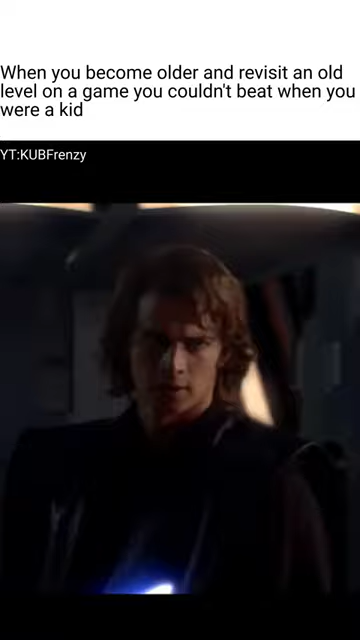 When you become older and revisit an old
level on a game you couldn't beat when you
were a kid
YT:KUBFrenzy